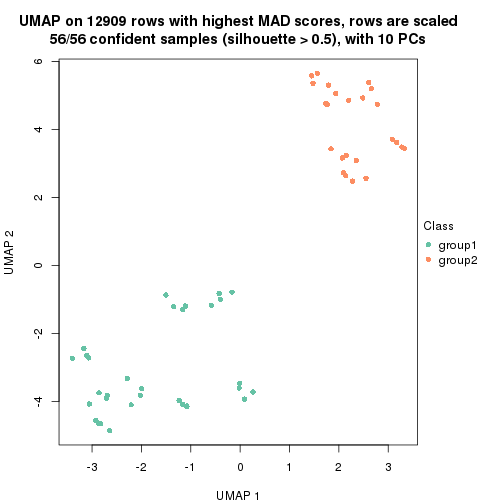 UMAP on 12909 rows with highest MAD scores, rows are scaled
56/56 confident samples (silhouette > 0.5), with 10 PCs
6
4
2
0
-2
-4
UMAP 2
-3
-2
-1
0
1
2
3
UMAP 1
Class
group1
group2